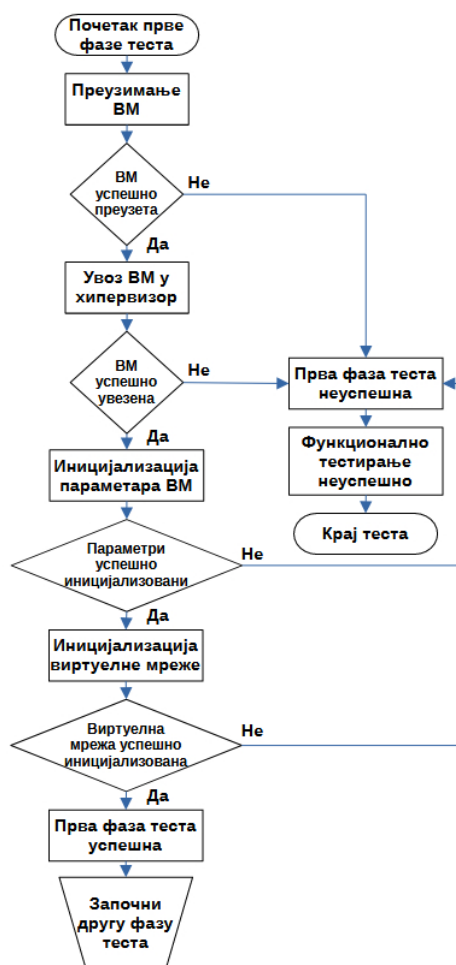 Почетак прве
фазе теста
Преузимање
ВМ
ВМ
успешно
преузета
Не
Да
Увоз ВМ у
хипервизор
ВМ
успешно
увезена
Не
Прва фаза теста
неуспешна
Да
Функционално
тестирање
неуспешно
Иницијализација
параметара ВМ
Крај теста
Параметри
успешно
иницијализовани
Не
Да
Иницијализација
виртуелне мреже
Виртуелна
мрежа успешно
иницијализована
Не
Да
Прва фаза теста
успешна
Започни
другу фазу
теста